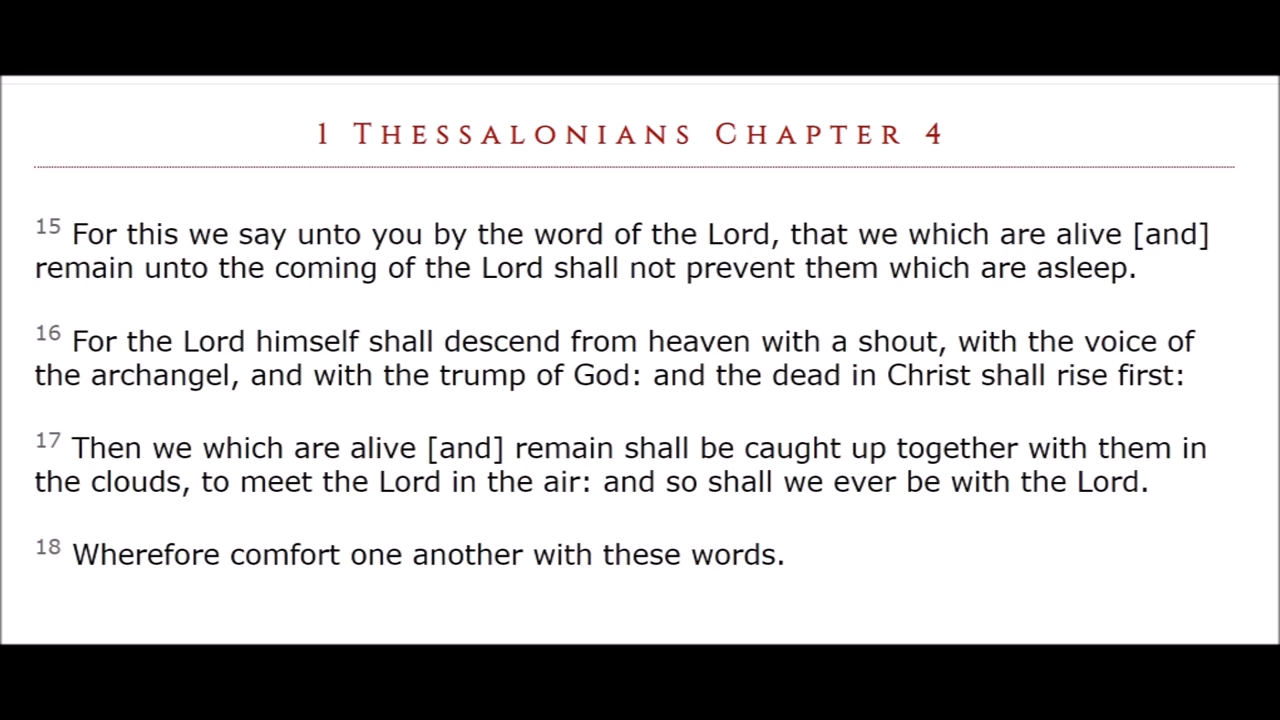 1 Thessalonians Chapter 4
15 For this we say unto you by the word of the Lord, that we which are alive [and]
remain unto the coming of the Lord shall not prevent them which are asleep.
16 For the Lord himself shall descend from heaven with a shout, with the voice of
the archangel, and with the trump of God: and the dead in Christ shall rise first:
17 Then we which are alive [and] remain shall be caught up together with them in
the clouds, to meet the Lord in the air: and so shall we ever be with the Lord.
18 Wherefore comfort one another with these words.